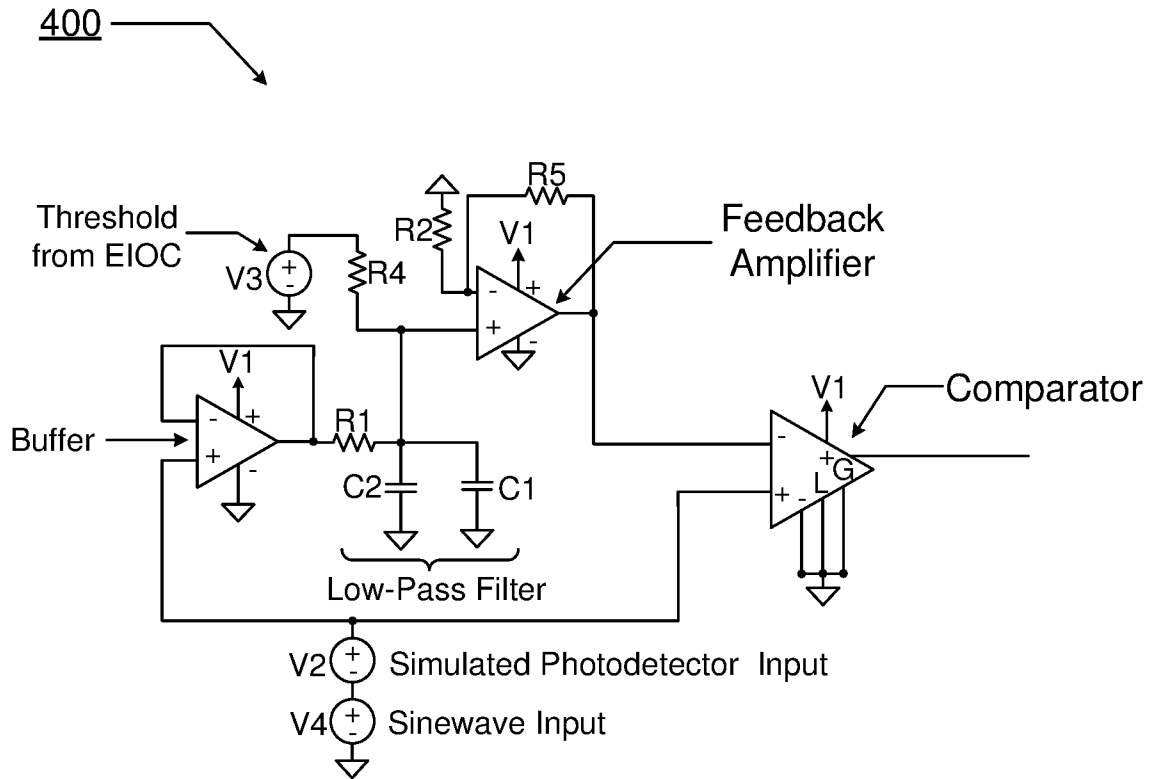 400
Threshold
from EIOC
V3
+
-
R4
R2
R5
V1
+
-
+
-
Feedback
Amplifier
Buffer
V1
-
+
+
-
R1
C2
C1
Low-Pass Filter
V1
Comparator
-
+
+
-
L
G
V2
+
-
Simulated Photodetector Input
V4
+
-
Sinewave Input